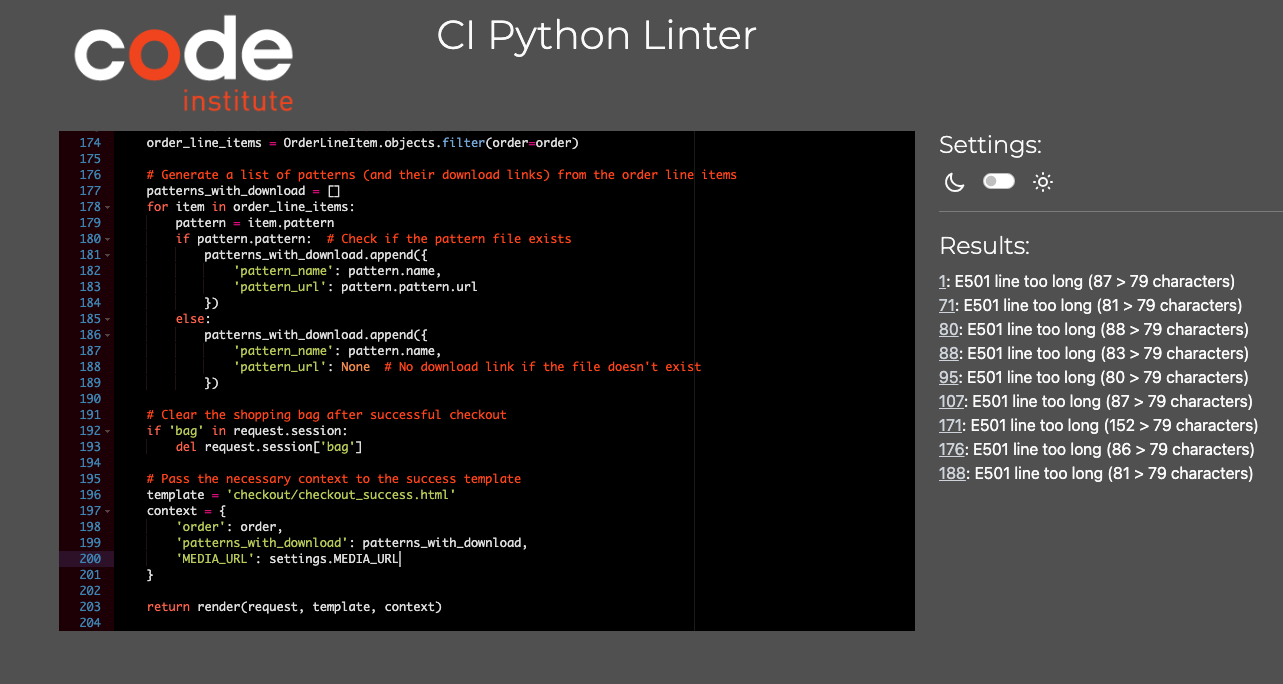 code
institute
CI Python Linter
174 order_line_items = OrderLineItem.objects.filter(order=order)
175
176 # Generate a list of patterns (and their download links) from the order line items
177 patterns_with_download = []
178 for item in order_line_items:
179 pattern = item.pattern
180 if pattern.pattern:  # Check if the pattern file exists
181 patterns_with_download.append({
182 'pattern_name': pattern.name,
183 'pattern_url': pattern.pattern.url
184 })
185 else:
186 patterns_with_download.append({
187 'pattern_name': pattern.name,
188 'pattern_url': None  # No download link if the file doesn't exist
189 })
190
191 # Clear the shopping bag after successful checkout
192 if 'bag' in request.session:
193 del request.session['bag']
194
195 # Pass the necessary context to the success template
196 template = 'checkout/checkout_success.html'
197 context = {
198 'order': order,
199 'patterns_with_download': patterns_with_download,
200 'MEDIA_URL': settings.MEDIA_URL
201 }
202
203 return render(request, template, context)
204
Settings:
Results:
1: E501 line too long (87 > 79 characters)
71: E501 line too long (81 > 79 characters)
80: E501 line too long (88 > 79 characters)
88: E501 line too long (83 > 79 characters)
95: E501 line too long (80 > 79 characters)
107: E501 line too long (87 > 79 characters)
171: E501 line too long (152 > 79 characters)
176: E501 line too long (86 > 79 characters)
188: E501 line too long (81 > 79 characters)